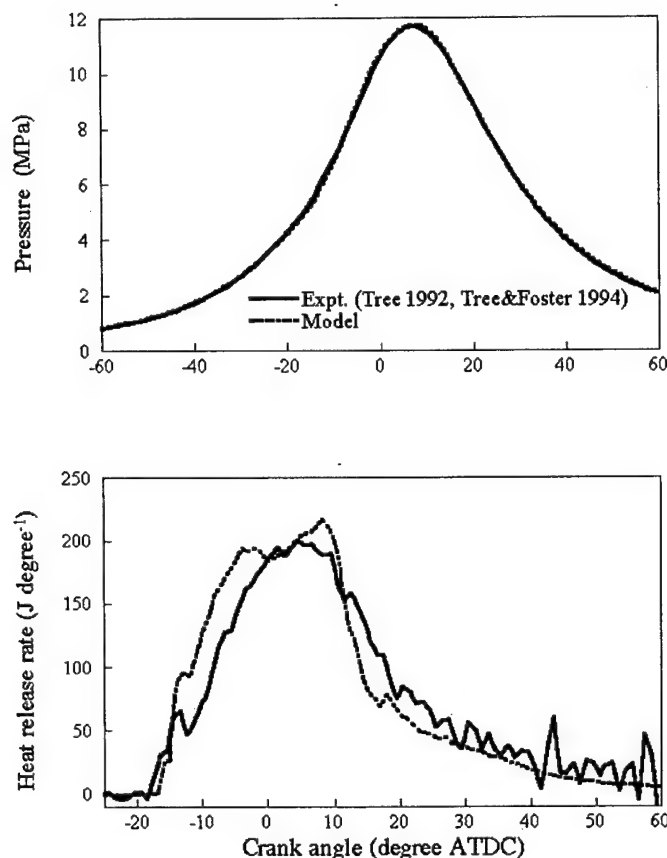 12
10
8
6
4
2
0
Pressure (MPa)
Expt. (Tree 1992, Tree&Foster 1994)
Model
-60 -40 -20 0 20 40 60
250
200
150
100
50
0
Heat release rate (J degree-1)
-20 -10 0 10 20 30 40 50 60
Crank angle (degree ATDC)